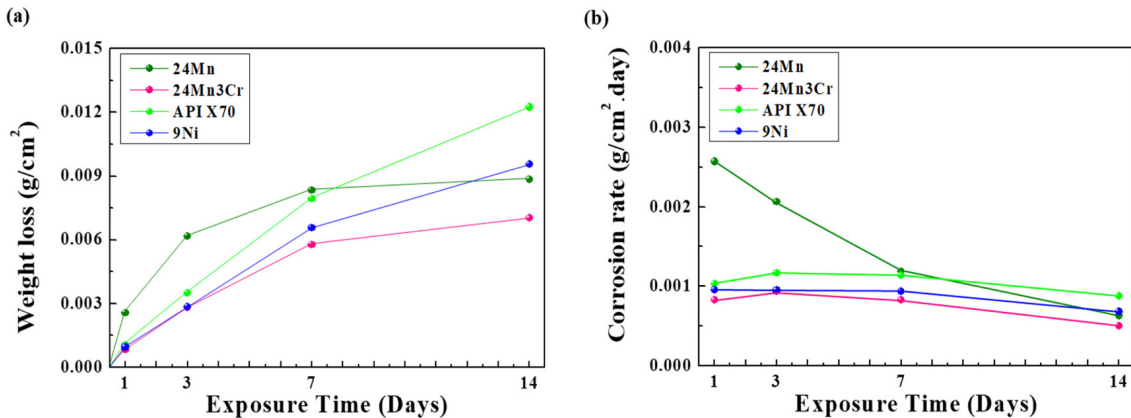 (a)
0.015
0.012
0.009
0.006
0.003
0.000
Weight loss (g/cm²)
24Mn
24Mn3Cr
API X70
9Ni
1 3 7 14
Exposure Time (Days)
(b)
0.004
0.003
0.002
0.001
0.000
Corrosion rate (g/cm².day)
24Mn
24Mn3Cr
API X70
9Ni
1 3 7 14
Exposure Time (Days)